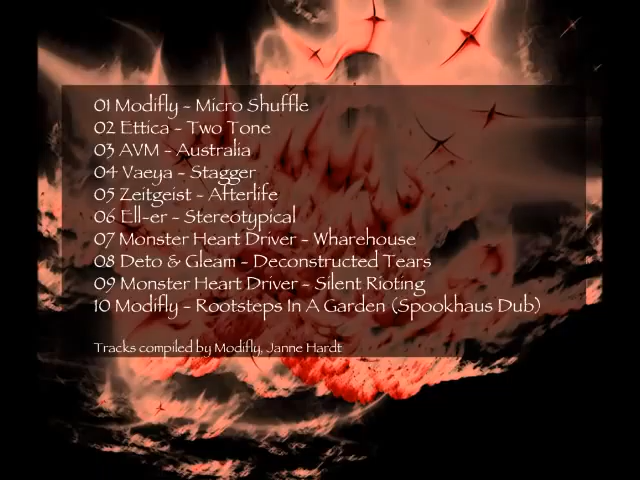 01 Modifly - Micro Shuffle
02 Ettica - Two Tone
03 AVM - Australia
04 Vaeya - Stagger
05 Zeitgeist - Afterlife
06 Ell-er - Stereotypical
07 Monster Heart Driver - Wharehouse
08 Deto & Gleam - Deconstructed Tears
09 Monster Heart Driver - Silent Rioting
10 Modifly - Rootsteps In A Garden (Spookhaus Dub)
Tracks compiled by Modifly, Janne Hardt